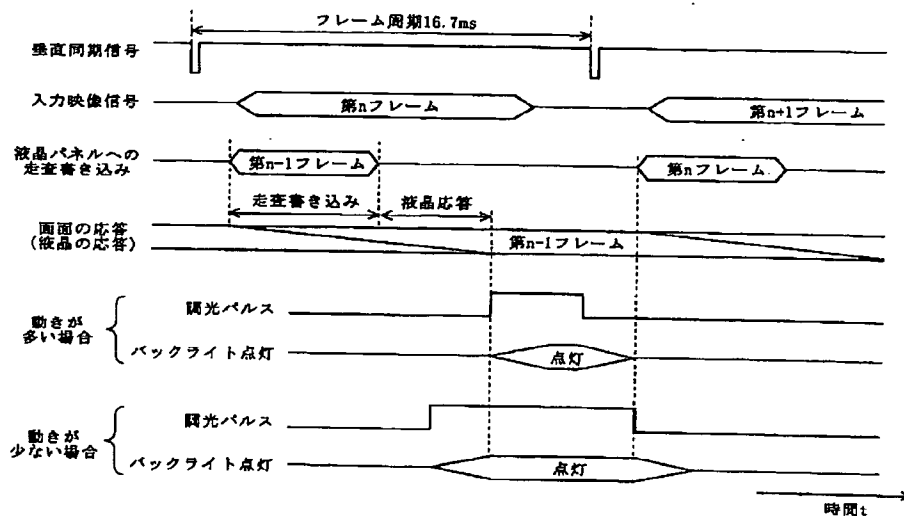 フレーム周期16.7ms
垂直同期信号
入力映像信号
第nフレーム
第n+1フレーム
液晶パネルへの
走査書き込み
第n-1フレーム
第nフレーム
走査書き込み
液晶応答
画面の応答
(液晶の応答)
第n-1フレーム
動きが
多い場合
調光パルス
バックライト点灯
点灯
動きが
少ない場合
調光パルス
バックライト点灯
点灯
時間t